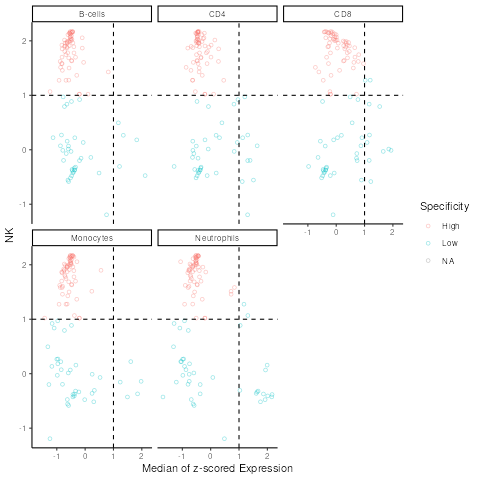 B-cells
CD4
CD8
2
1
0
-1
-1
0
1
2
NK
Specificity
High
Low
NA
Monocytes
Neutrophils
2
1
0
-1
-1
0
1
2
-1
0
1
2
Median of z-scored Expression